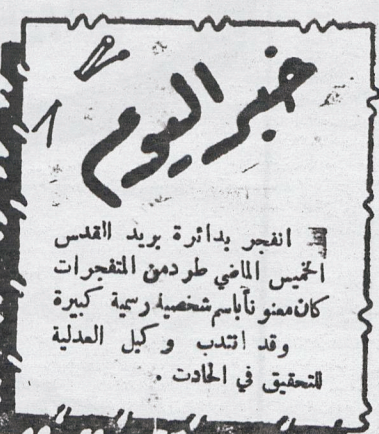 خبر اليوم
انفجر بدائرة بريد القدس
الخميس الماضي طرد من المتفجرات
كان معنوناً باسم شخصية رسمية كبيرة
وقد انتدب وكيل العدلية
للتحقيق في الحادث .